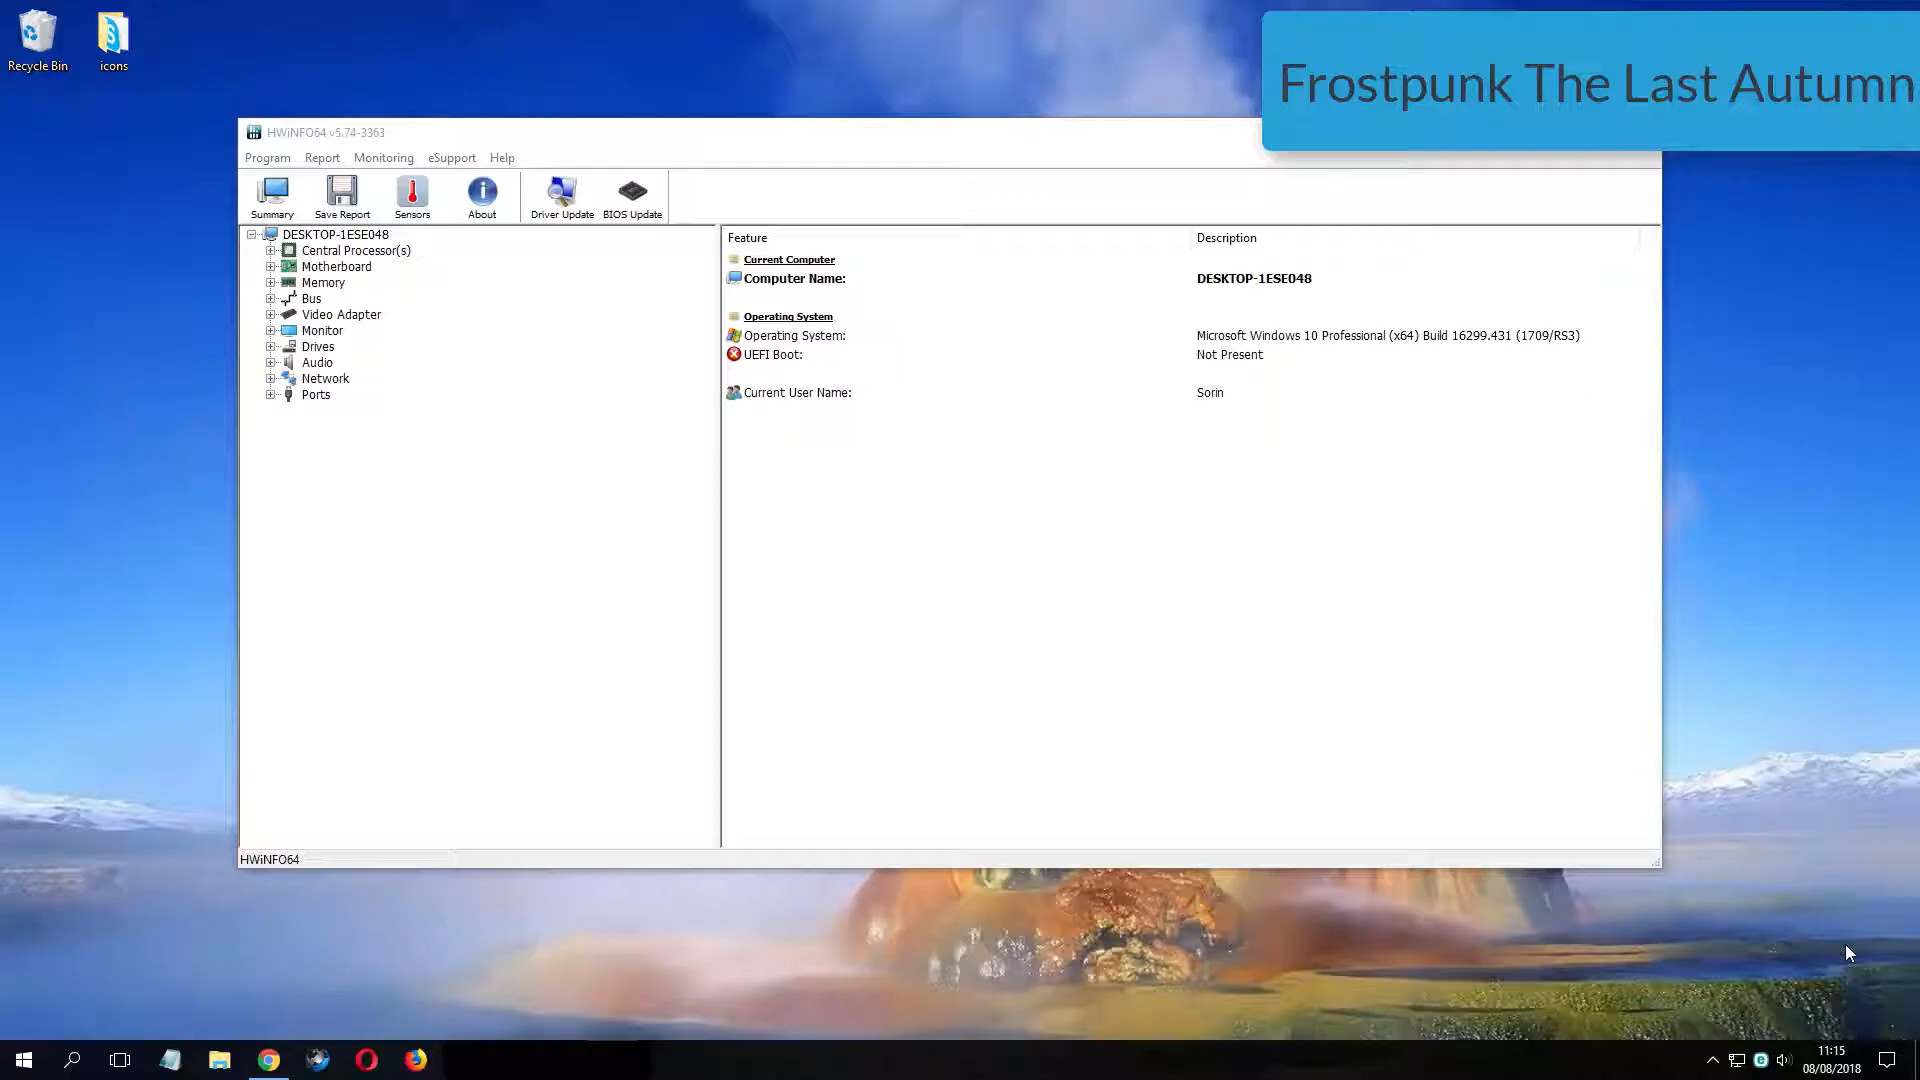 Recycle Bin
icons
Frostpunk The Last Autumn
HWiNFO64 v5.74-3363
Program Report Monitoring eSupport Help
Summary Save Report Sensors About Driver Update BIOS Update
DESKTOP-1ESE048
Central Processor(s)
Motherboard
Memory
Bus
Video Adapter
Monitor
Drives
Audio
Network
Ports
Feature Description
Current Computer
Computer Name: DESKTOP-1ESE048
Operating System
Operating System: Microsoft Windows 10 Professional (x64) Build 16299.431 (1709/RS3)
UEFI Boot: Not Present
Current User Name: Sorin
HWiNFO64
11:15
08/08/2018